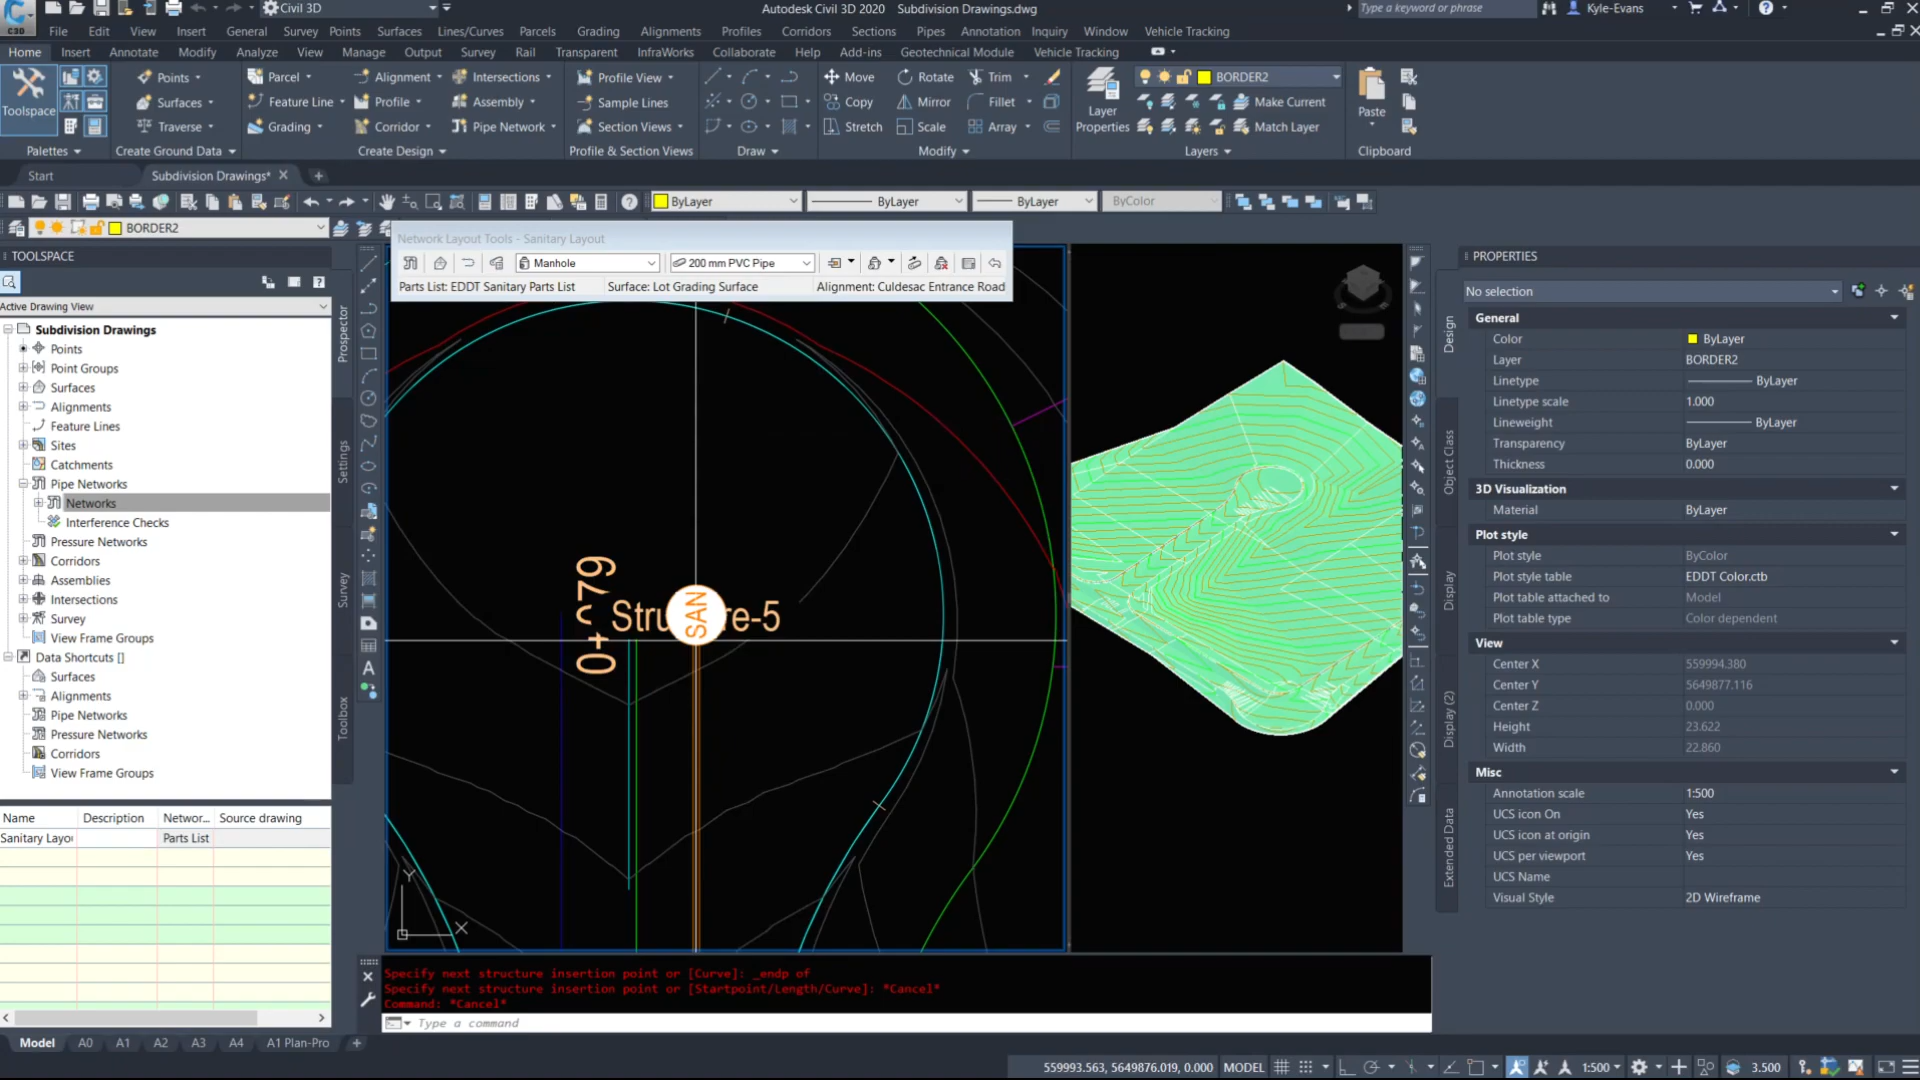 Civil 3D
Autodesk Civil 3D 2020 Subdivision Drawings.dwg
Type a keyword or phrase
Kyle-Evans
C3D
File Edit View Insert General Survey Points Surfaces Lines/Curves Parcels Grading Alignments Profiles Corridors Sections Pipes Annotation Inquiry Window Vehicle Tracking
Home Insert Annotate Modify Analyze View Manage Output Survey Rail Transparent InfraWorks Collaborate Help Add-ins Geotechnical Module Vehicle Tracking
Points Parcel Alignment Intersections Profile View Move Rotate Trim BORDER2
Toolspace Surfaces Feature Line Profile Assembly Sample Lines Copy Mirror Fillet Layer Properties Make Current Paste
Traverse Grading Corridor Pipe Network Section Views Stretch Scale Array Match Layer
Palettes Create Ground Data Create Design Profile & Section Views Draw Modify Layers Clipboard
Start Subdivision Drawings*
ByLayer ByLayer ByLayer ByColor
BORDER2
Network Layout Tools - Sanitary Layout
Manhole 200 mm PVC Pipe
Parts List: EDDT Sanitary Parts List Surface: Lot Grading Surface Alignment: Culdesac Entrance Road
TOOLSPACE
Active Drawing View
Subdivision Drawings
Points
Point Groups
Surfaces
Alignments
Feature Lines
Sites
Catchments
Pipe Networks
Networks
Interference Checks
Pressure Networks
Corridors
Assemblies
Intersections
Survey
View Frame Groups
Data Shortcuts []
Surfaces
Alignments
Pipe Networks
Pressure Networks
Corridors
View Frame Groups
Prospector
Settings
Survey
Toolbox
Name Description Networ... Source drawing
Sanitary Layou Parts List
SAN
Y
X
PROPERTIES
No selection
Design
Object Class
Display
Display (2)
Extended Data
General
Color ByLayer
Layer BORDER2
Linetype ByLayer
Linetype scale 1.000
Lineweight ByLayer
Transparency ByLayer
Thickness 0.000
3D Visualization
Material ByLayer
Plot style
Plot style ByColor
Plot style table EDDT Color.ctb
Plot table attached to Model
Plot table type Color dependent
View
Center X 559994.380
Center Y 5649877.116
Center Z 0.000
Height 23.622
Width 22.860
Misc
Annotation scale 1:500
UCS icon On Yes
UCS icon at origin Yes
UCS per viewport Yes
UCS Name
Visual Style 2D Wireframe
Specify next structure insertion point or [Curve]: _endp of
Specify next structure insertion point or [Startpoint/Length/Curve]: *Cancel*
Command: *Cancel*
Type a command
Model A0 A1 A2 A3 A4 A1 Plan-Pro
559993.563, 5649876.019, 0.000 MODEL 1:500 3.500